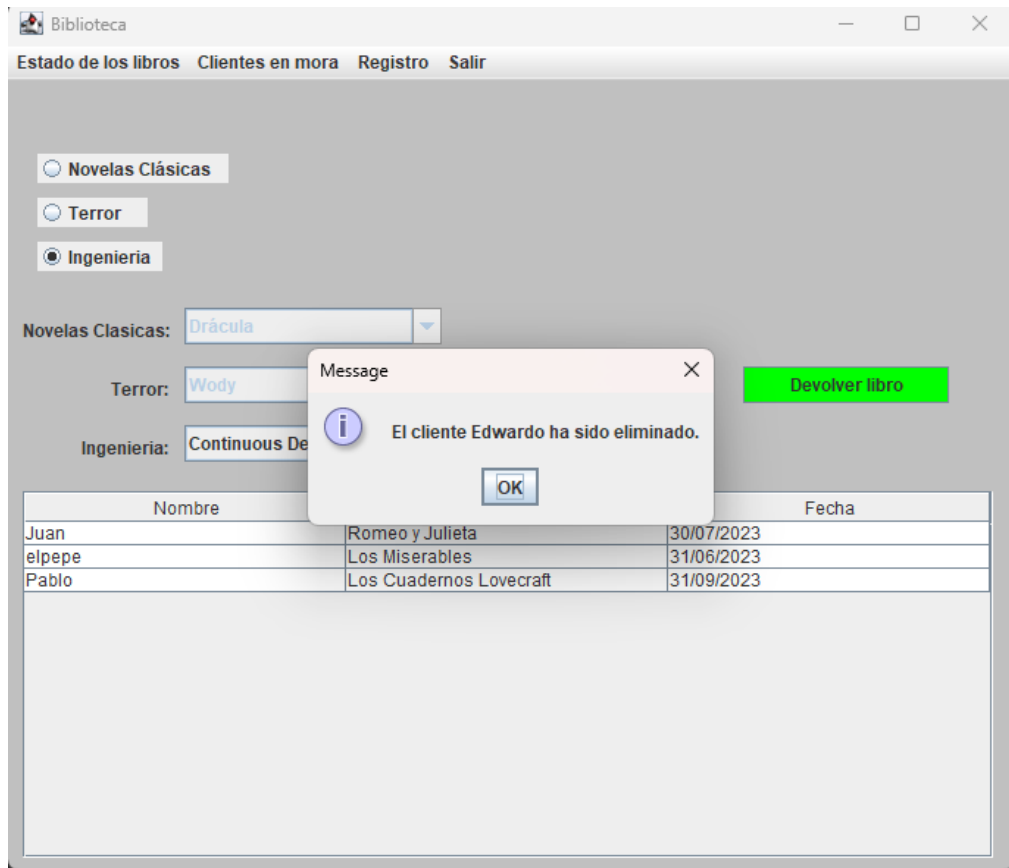 Biblioteca
Estado de los libros Clientes en mora Registro Salir
Novelas Clásicas
Terror
Ingenieria
Novelas Clasicas: Drácula
Terror: Wody
Ingenieria: Continuous De
Devolver libro
Message
El cliente Edwardo ha sido eliminado.
OK
Nombre Fecha
Juan Romeo y Julieta 30/07/2023
elpepe Los Miserables 31/06/2023
Pablo Los Cuadernos Lovecraft 31/09/2023